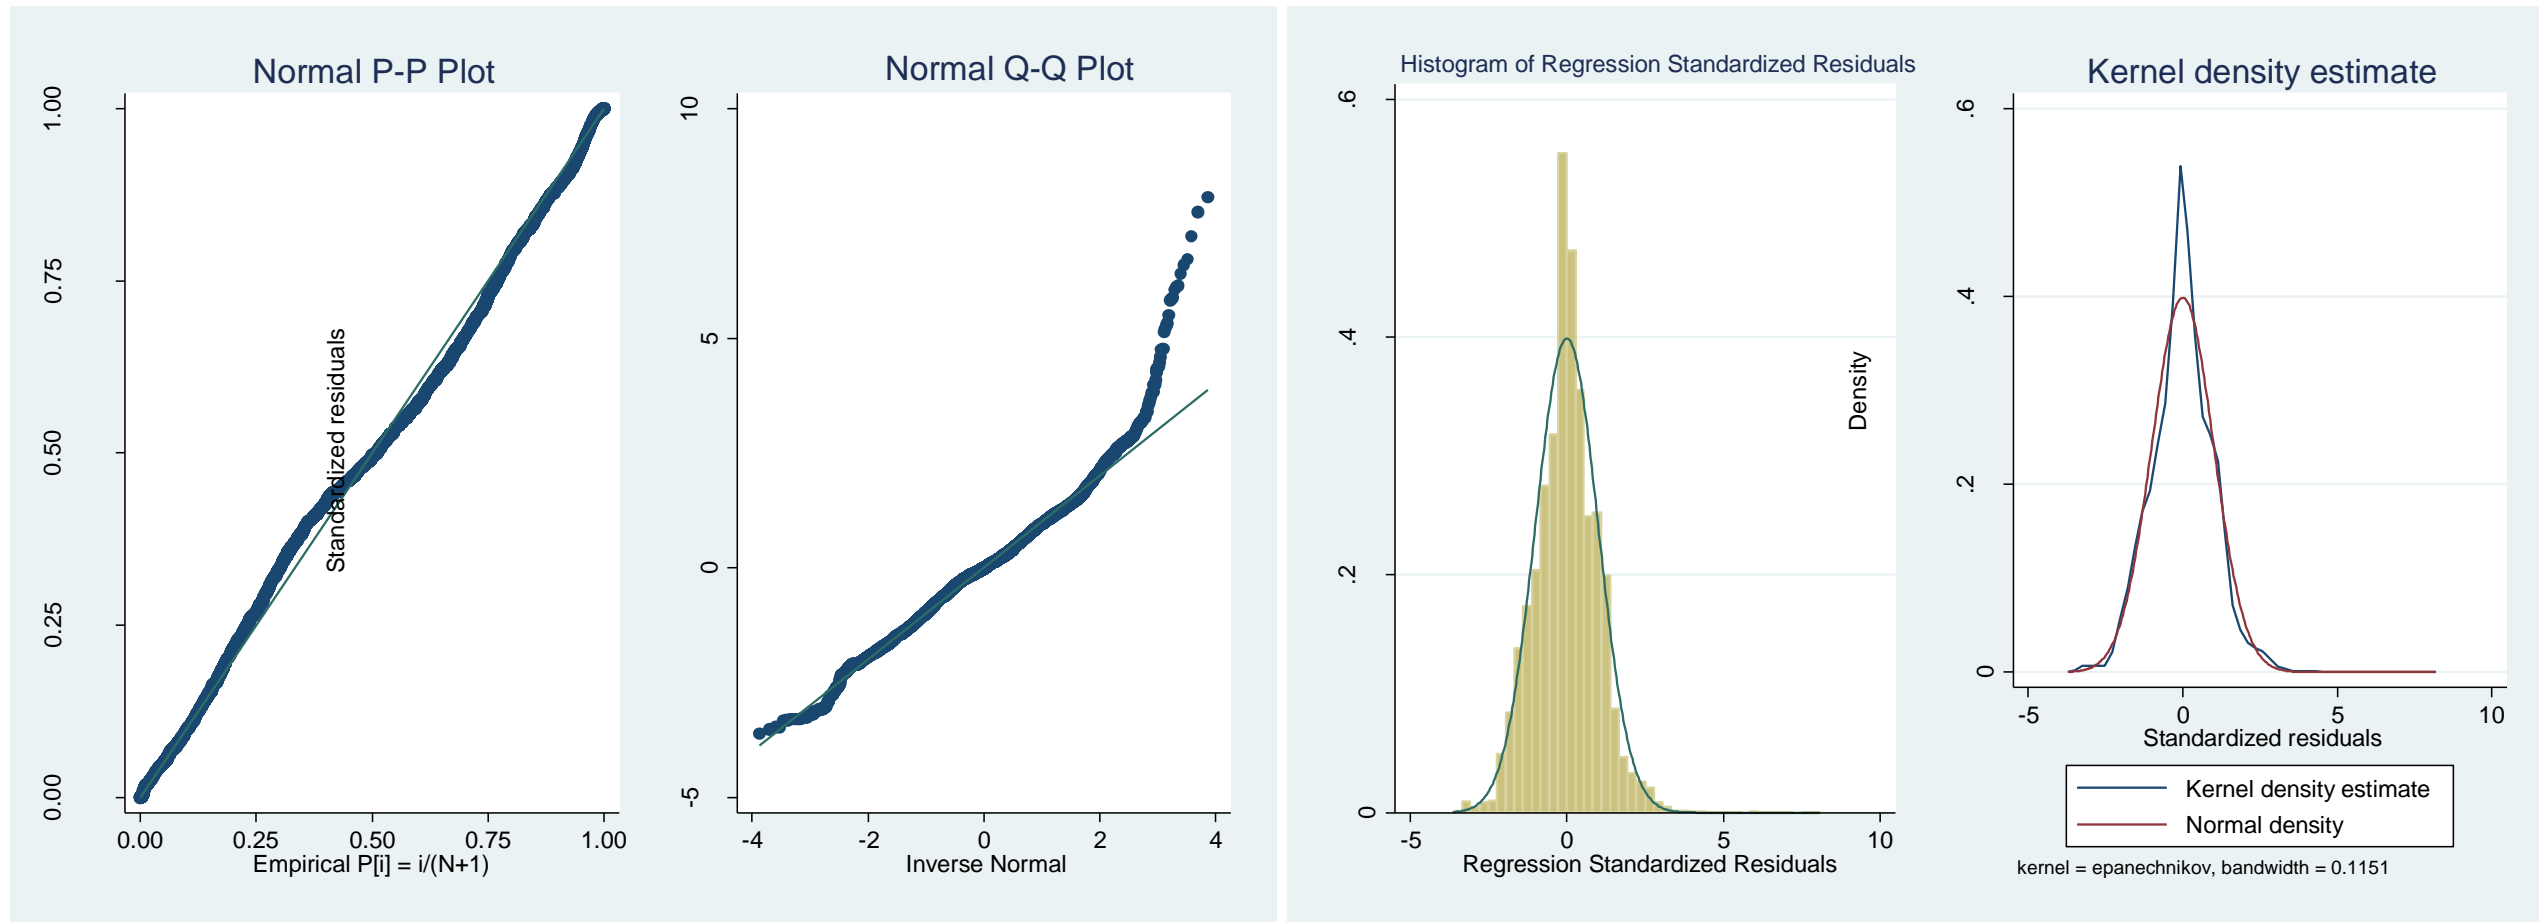 Normal P-P Plot
1.00
0.75
0.50
0.25
0.00
0.00 0.25 0.50 0.75 1.00
Empirical P[i] = i/(N+1)
Normal Q-Q Plot
Standardized residuals
10
5
0
-5
-4 -2 0 2 4
Inverse Normal
Histogram of Regression Standardized Residuals
.6
.4
.2
0
-5 0 5 10
Regression Standardized Residuals
Kernel density estimate
Density
.6
.4
.2
0
-5 0 5 10
Standardized residuals
Kernel density estimate
Normal density
kernel = epanechnikov, bandwidth = 0.1151